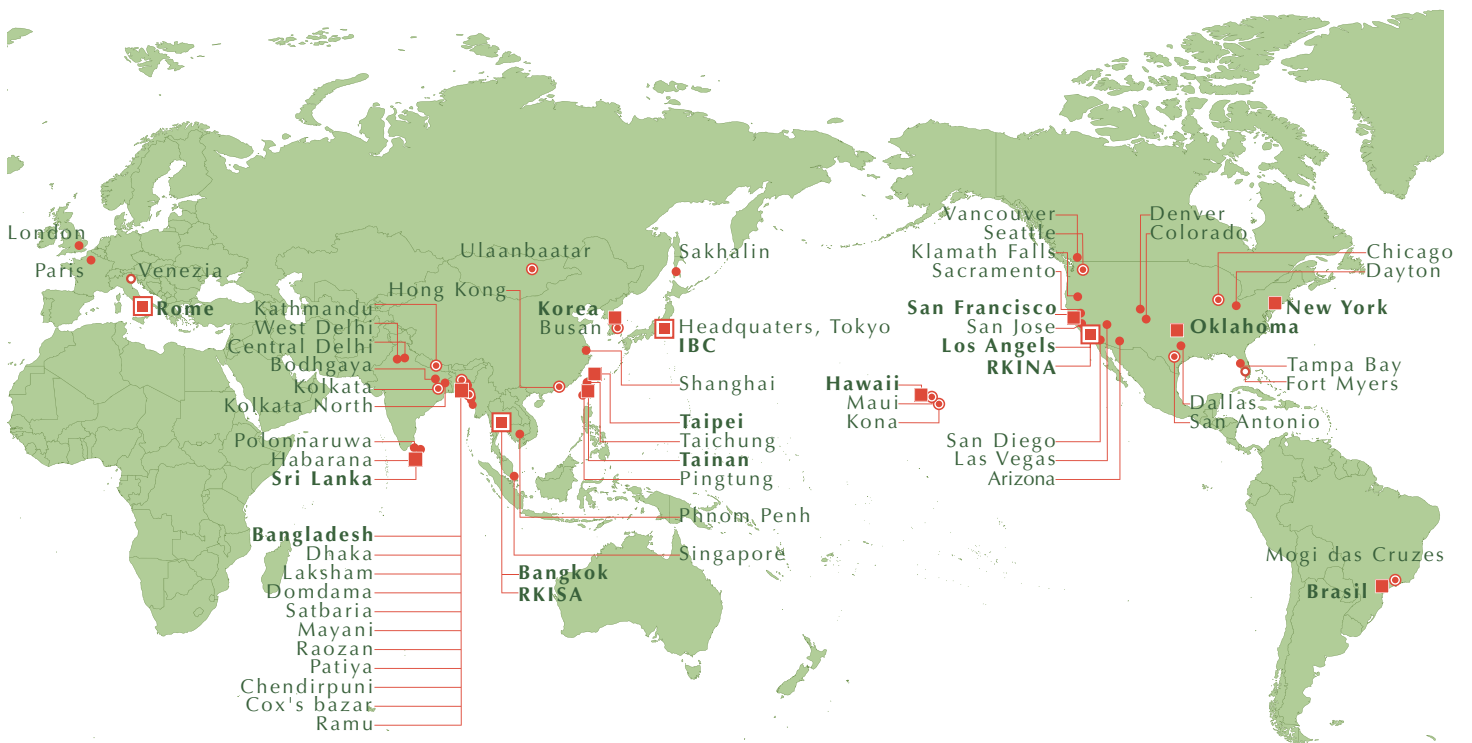 London
Paris
Venezia
Rome
Ulaanbaatar
Hong Kong
Kathmandu
West Delhi
Central Delhi
Bodhgaya
Kolkata
Kolkata North
Polonnaruwa
Habarana
Sri Lanka
Bangladesh
Dhaka
Laksham
Domdama
Satbaria
Mayani
Raozan
Patiya
Chendirpuni
Cox's bazar
Ramu
Sakhalin
Korea
Busan
Headquaters, Tokyo
IBC
Shanghai
Taipei
Taichung
Tainan
Pingtung
Phnom Penh
Singapore
Bangkok
RKISA
Vancouver
Seattle
Klamath Falls
Sacramento
San Francisco
San Jose
Los Angels
RKINA
Hawaii
Maui
Kona
San Diego
Las Vegas
Arizona
Denver
Colorado
Chicago
Dayton
New York
Oklahoma
Tampa Bay
Fort Myers
Dallas
San Antonio
Mogi das Cruzes
Brasil